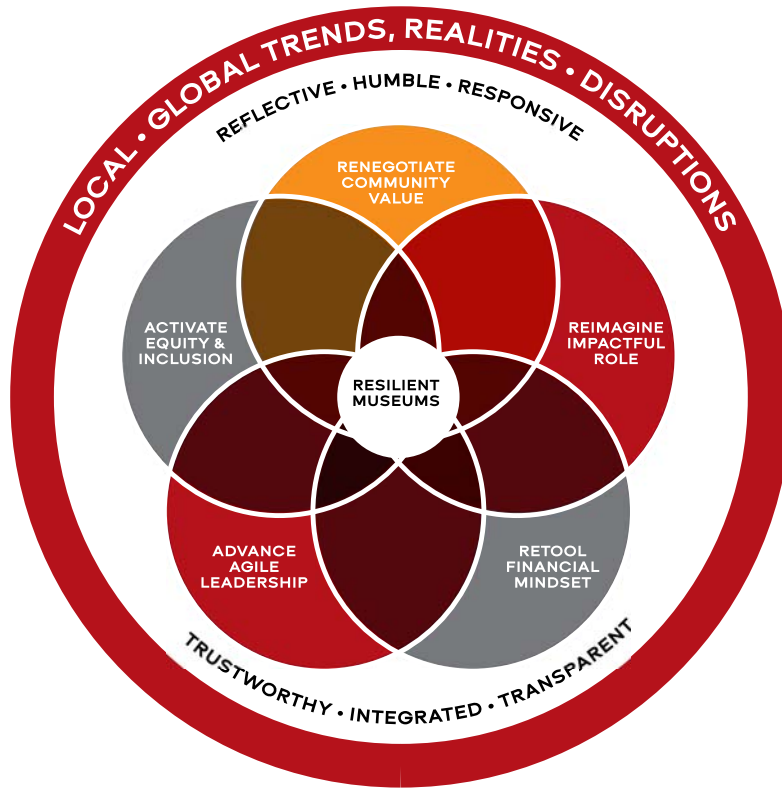 LOCAL • GLOBAL TRENDS, REALITIES • DISRUPTIONS
REFLECTIVE • HUMBLE • RESPONSIVE
RENEGOTIATE
COMMUNITY
VALUE
ACTIVATE
EQUITY &
INCLUSION
REIMAGINE
IMPACTFUL
ROLE
RESILIENT
MUSEUMS
ADVANCE
AGILE
LEADERSHIP
RETOOL
FINANCIAL
MINDSET
TRUSTWORTHY • INTEGRATED • TRANSPARENT